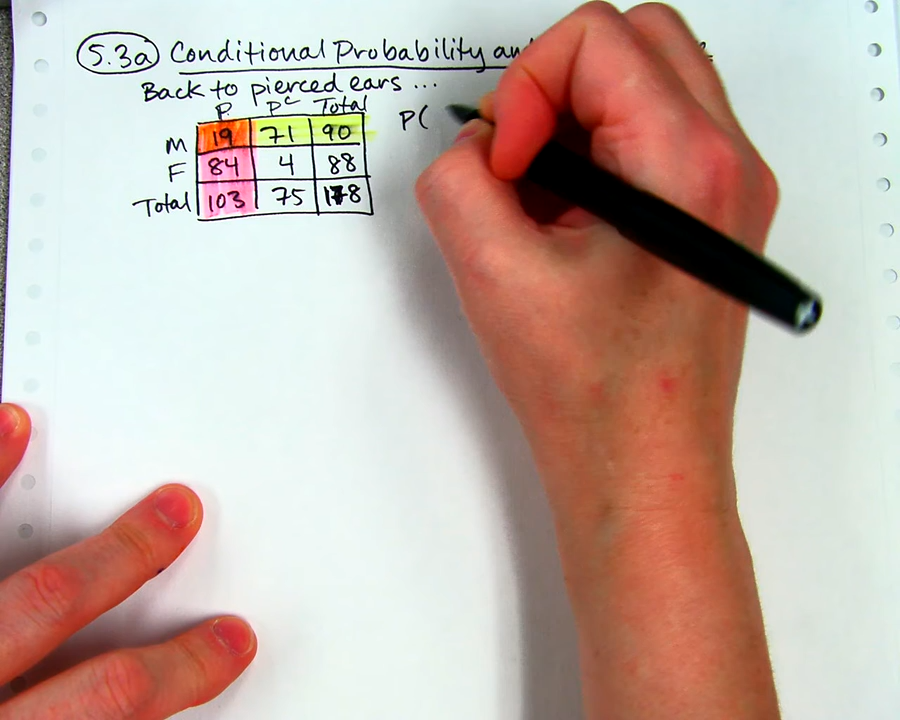 5.3a Conditional Probability and
Back to pierced ears ...
P Pᶜ Total
M 19 71 90
F 84 4 88
Total 103 75 178
P(